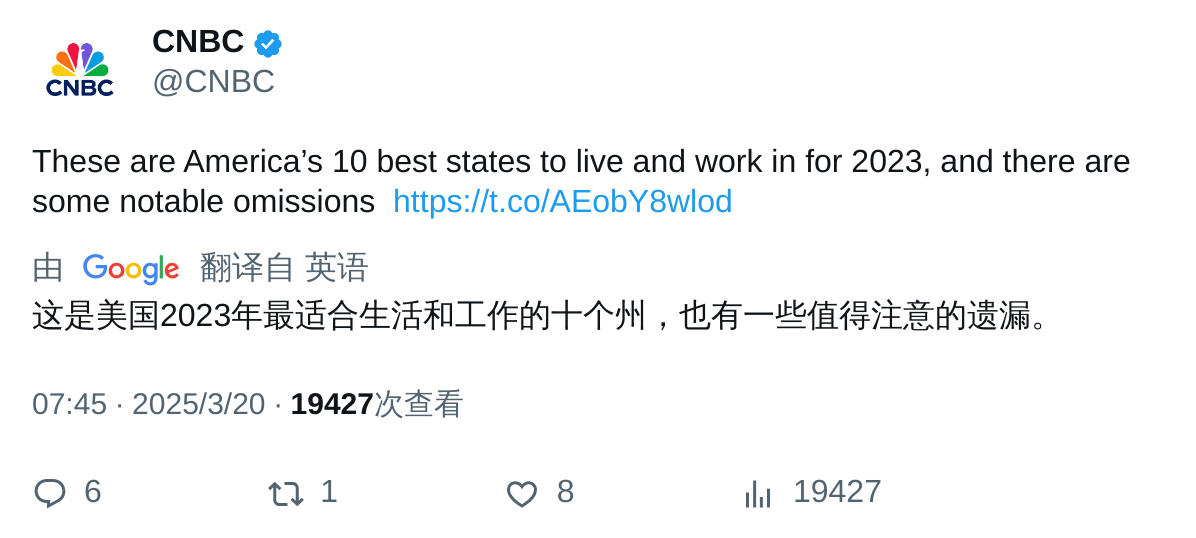 CNBC
CNBC
@CNBC
These are America’s 10 best states to live and work in for 2023, and there are
some notable omissions https://t.co/AEobY8wlod
由 Google 翻译自 英语
这是美国2023年最适合生活和工作的十个州，也有一些值得注意的遗漏。
07:45 · 2025/3/20 · 19427次查看
6 1 8 19427